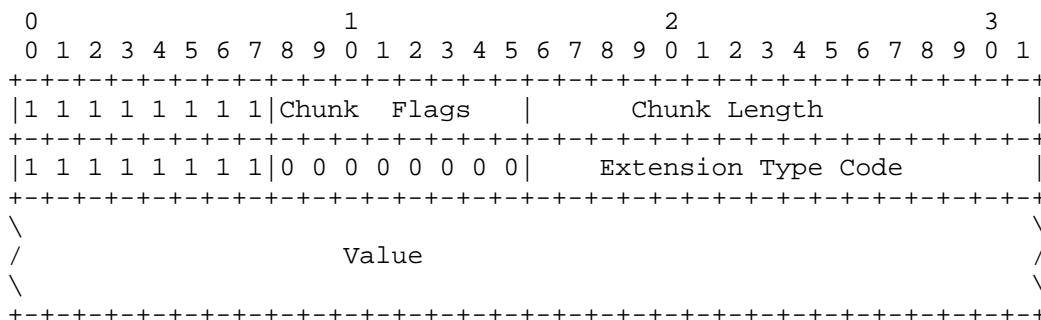 0                   1                   2                   3
 0 1 2 3 4 5 6 7 8 9 0 1 2 3 4 5 6 7 8 9 0 1 2 3 4 5 6 7 8 9 0 1
+-+-+-+-+-+-+-+-+-+-+-+-+-+-+-+-+-+-+-+-+-+-+-+-+-+-+-+-+-+-+-+-+
|1 1 1 1 1 1 1 1|Chunk  Flags   |      Chunk Length             |
+-+-+-+-+-+-+-+-+-+-+-+-+-+-+-+-+-+-+-+-+-+-+-+-+-+-+-+-+-+-+-+-+
|1 1 1 1 1 1 1 1|0 0 0 0 0 0 0 0|    Extension Type Code        |
+-+-+-+-+-+-+-+-+-+-+-+-+-+-+-+-+-+-+-+-+-+-+-+-+-+-+-+-+-+-+-+-+
\                                                               \
/                    Value                                      /
\                                                               \
+-+-+-+-+-+-+-+-+-+-+-+-+-+-+-+-+-+-+-+-+-+-+-+-+-+-+-+-+-+-+-+-+